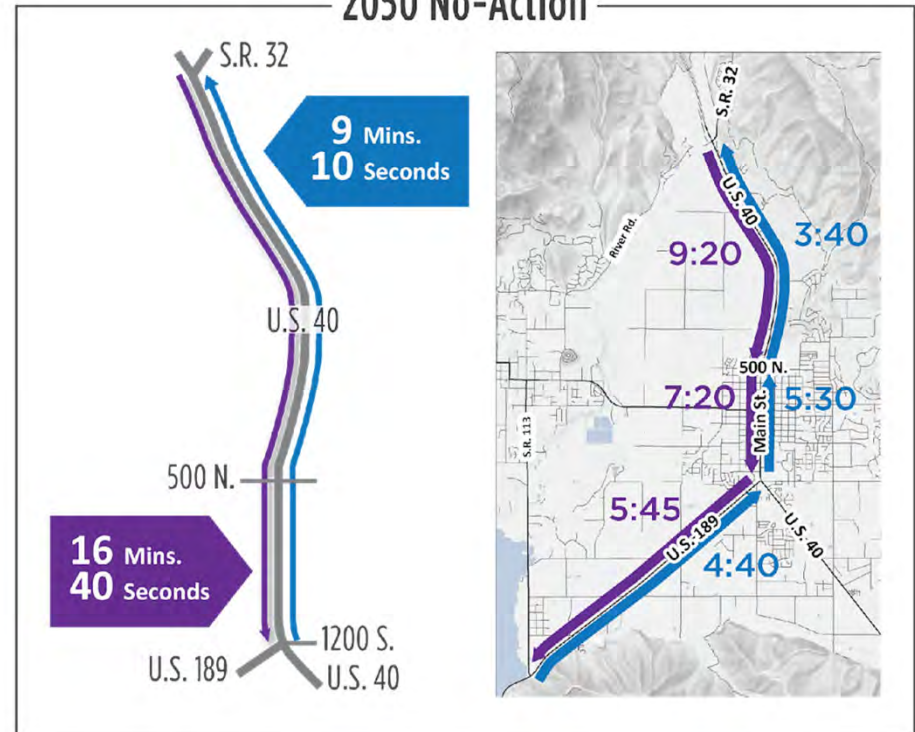 2050 No-Action
S.R. 32
9 Mins.
10 Seconds
U.S. 40
500 N.
16 Mins.
40 Seconds
1200 S.
U.S. 189
U.S. 40
S.R. 32
U.S. 40
River Rd.
3:40
9:20
500 N.
7:20
Main St.
5:30
S.R. 113
5:45
U.S. 189
U.S. 40
4:40